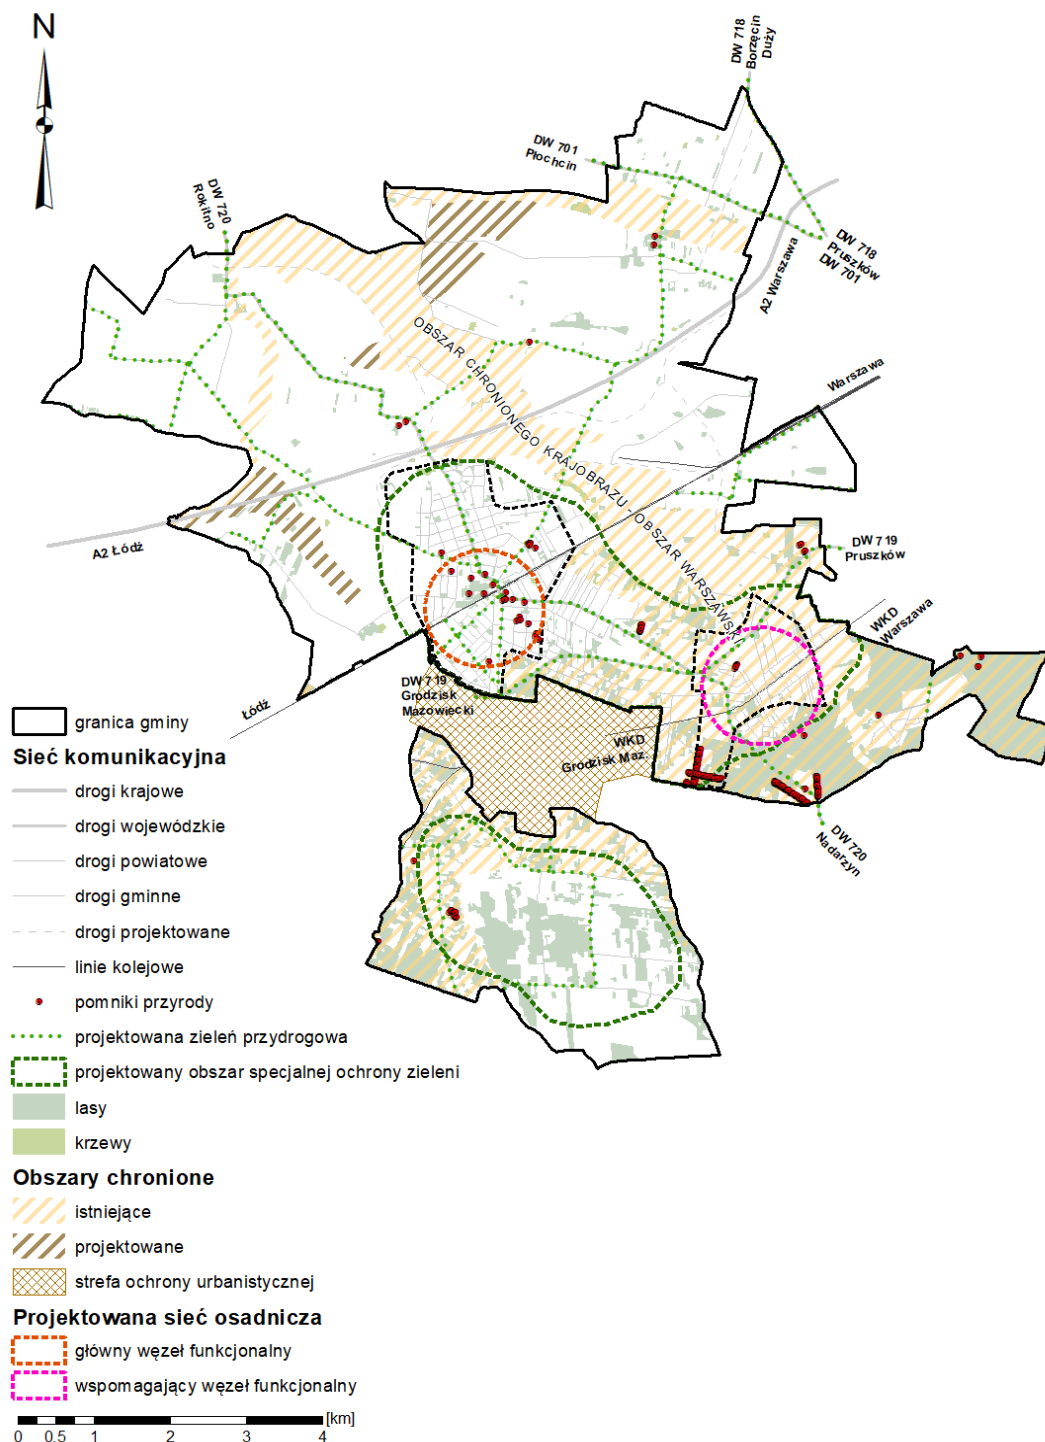 N
DW 718
Borzęcin
Duży
DW 701
Płochcin
DW 720
Rokitno
DW 718
Pruszków
DW 701
A2 Warszawa
OBSZAR CHRONIONEGO KRAJOBRAZU - OBSZAR WARSZAWSKI
Warszawa
A2 Łódź
DW 719
Pruszków
WKD
Warszawa
DW 719
Grodzisk
Mazowiecki
Łódź
WKD
Grodzisk Maz.
DW 720
Nadarzyn
granica gminy
Sieć komunikacyjna
drogi krajowe
drogi wojewódzkie
drogi powiatowe
drogi gminne
drogi projektowane
linie kolejowe
pomniki przyrody
projektowana zieleń przydrogowa
projektowany obszar specjalnej ochrony zieleni
lasy
krzewy
Obszary chronione
istniejące
projektowane
strefa ochrony urbanistycznej
Projektowana sieć osadnicza
główny węzeł funkcjonalny
wspomagający węzeł funkcjonalny
[km]
0 0.5 1 2 3 4